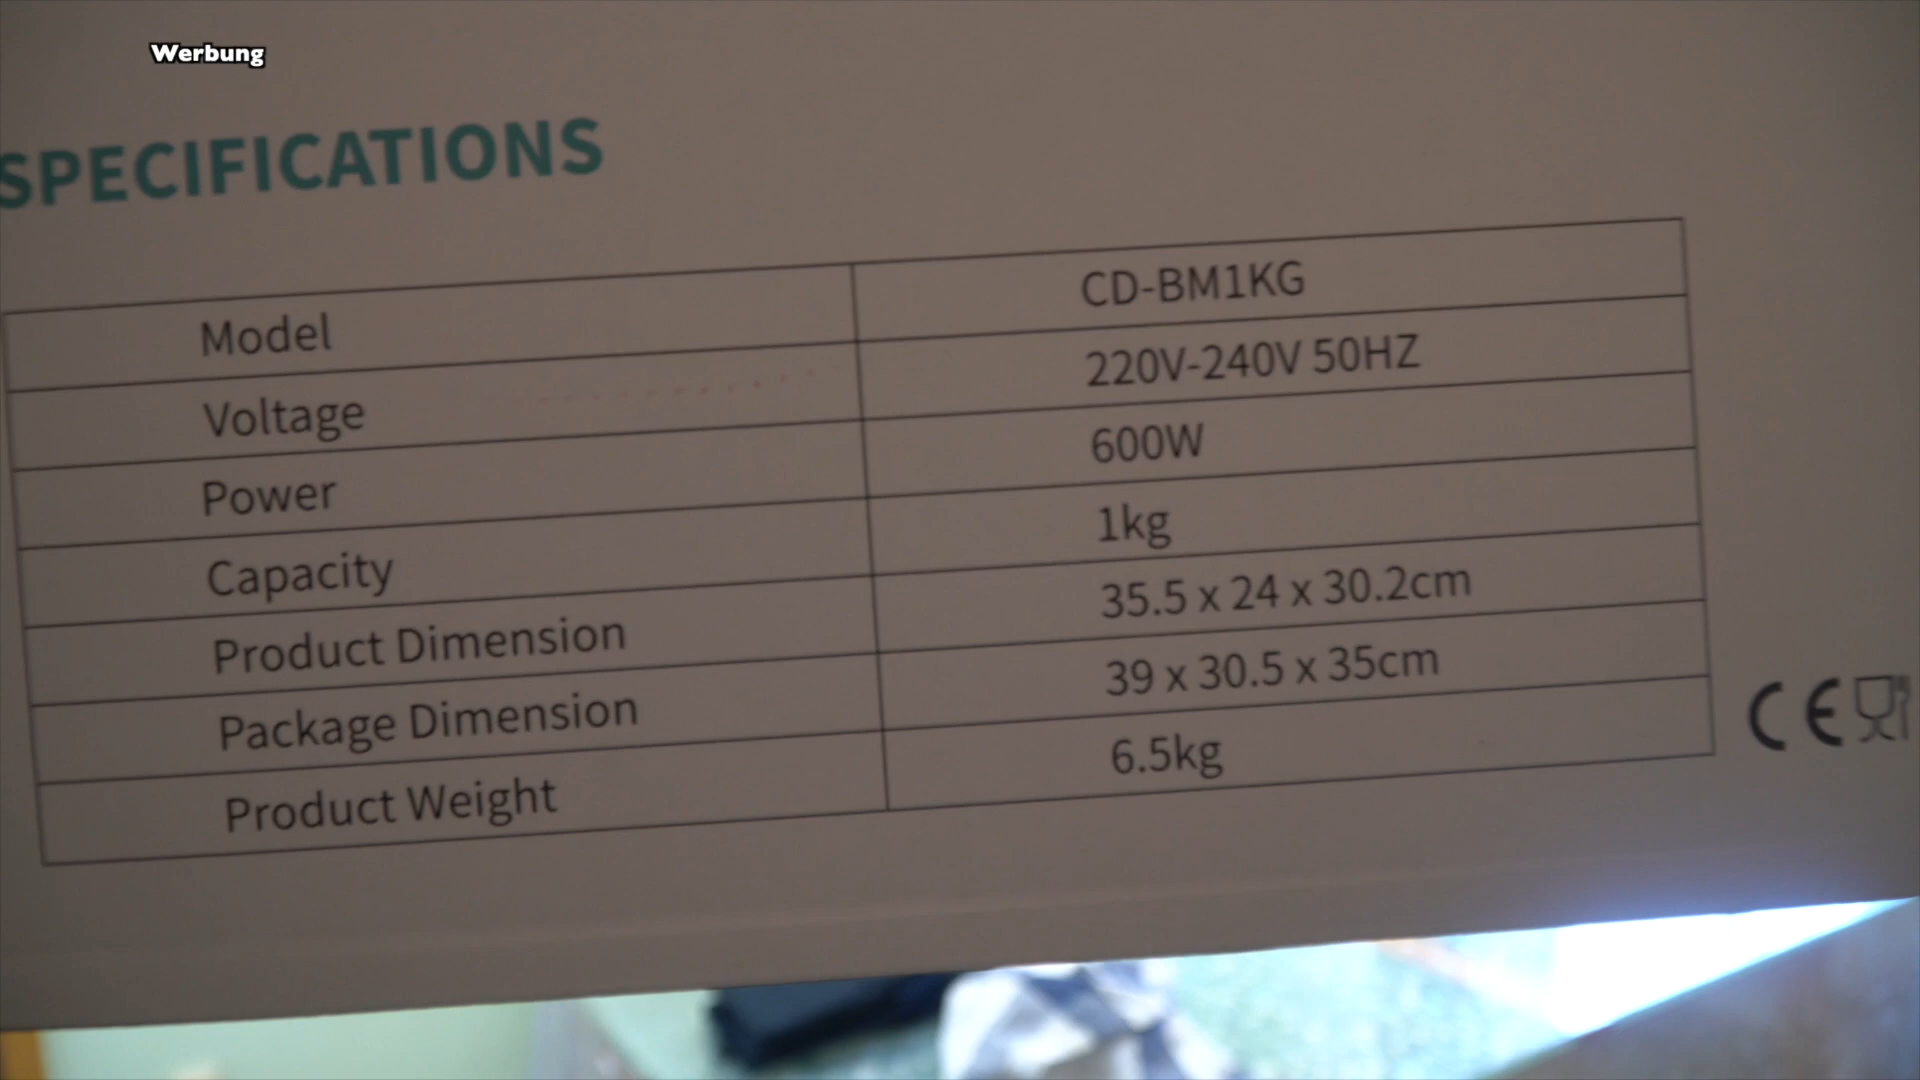 Werbung
SPECIFICATIONS
Model CD-BM1KG
Voltage 220V-240V 50HZ
Power 600W
Capacity 1kg
Product Dimension 35.5 x 24 x 30.2cm
Package Dimension 39 x 30.5 x 35cm
Product Weight 6.5kg
CE